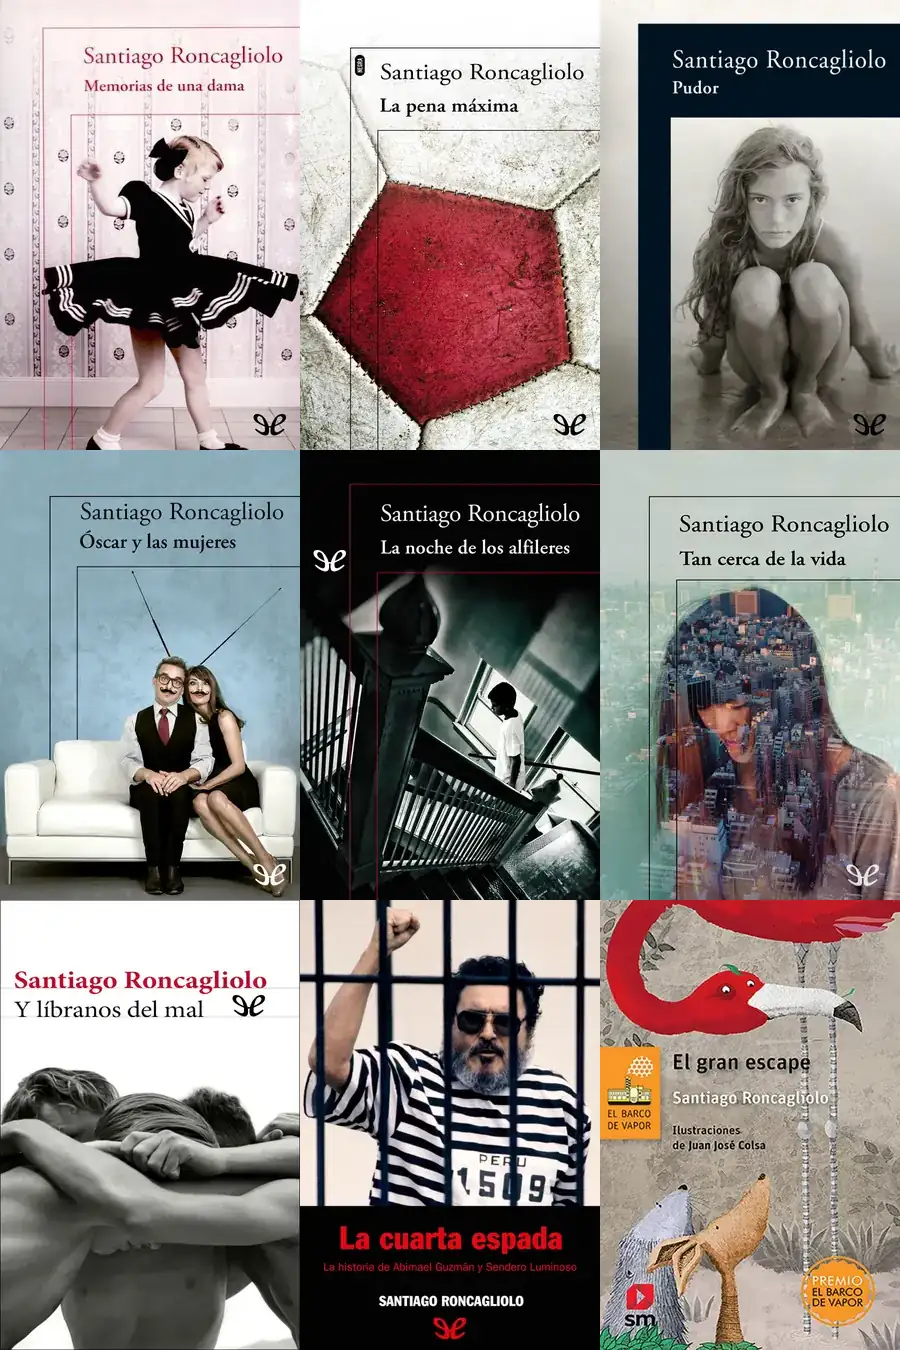 Santiago Roncagliolo
Memorias de una dama
NEGRA
Santiago Roncagliolo
La pena máxima
Santiago Roncagliolo
Pudor
Santiago Roncagliolo
Óscar y las mujeres
Santiago Roncagliolo
La noche de los alfileres
Santiago Roncagliolo
Tan cerca de la vida
Santiago Roncagliolo
Y líbranos del mal
PERU
1509
La cuarta espada
La historia de Abimael Guzmán y Sendero Luminoso
SANTIAGO RONCAGLIOLO
El gran escape
Santiago Roncagliolo
EL BARCO
DE VAPOR
Ilustraciones
de Juan José Colsa
sm
PREMIO
EL BARCO
DE VAPOR